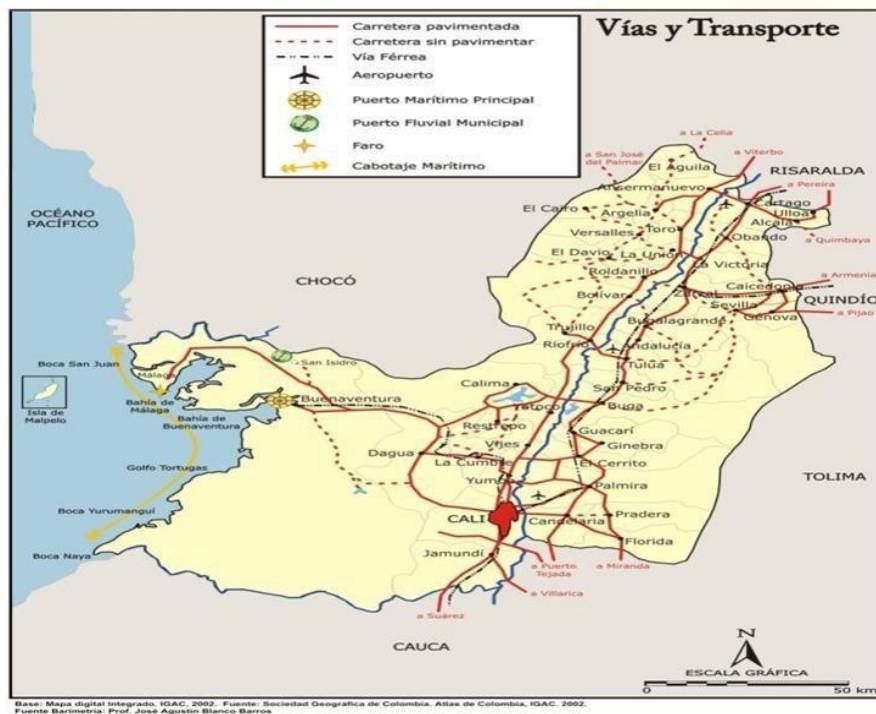 Vías y Transporte
Carretera pavimentada
Carretera sin pavimentar
Vía Férrea
Aeropuerto
Puerto Marítimo Principal
Puerto Fluvial Municipal
Faro
Cabotaje Marítimo
a La Celia
a San José
del Palmar
a Viterbo
El Aguila
RISARALDA
Ansermanuevo
a Pereira
Cartago
El Cairo
Argelia
Ulloa
Alcalá
OCÉANO
PACÍFICO
Versalles
Toro
Obando
a Quimbaya
El Davio
La Unión
CHOCÓ
Roldanillo
La Victoria
a Armenia
Bolívar
Zarzal
Caicedonia
QUINDÍO
Sevilla
Génova
a Pijao
Trujillo
Bugalagrande
Riofrío
Andalucía
Boca San Juan
San Isidro
Málaga
Tuluá
Calima
San Pedro
Isla de
Malpelo
Bahía de
Málaga
Buenaventura
Yotoco
Buga
Bahía de
Buenaventura
Restrepo
Guacarí
Vijes
Ginebra
Dagua
La Cumbre
El Cerrito
Golfo Tortugas
TOLIMA
Yumbo
Palmira
Boca Yurumanguí
CALI
Candelaria
Pradera
Boca Naya
Jamundí
Florida
a Puerto
Tejada
a Miranda
a Villarica
a Suárez
CAUCA
N
ESCALA GRÁFICA
0 50 km
Base: Mapa digital Integrado, IGAC, 2002. Fuente: Sociedad Geográfica de Colombia. Atlas de Colombia, IGAC. 2002.
Fuente Barimetría: Prof. José Agustín Blanco Barros